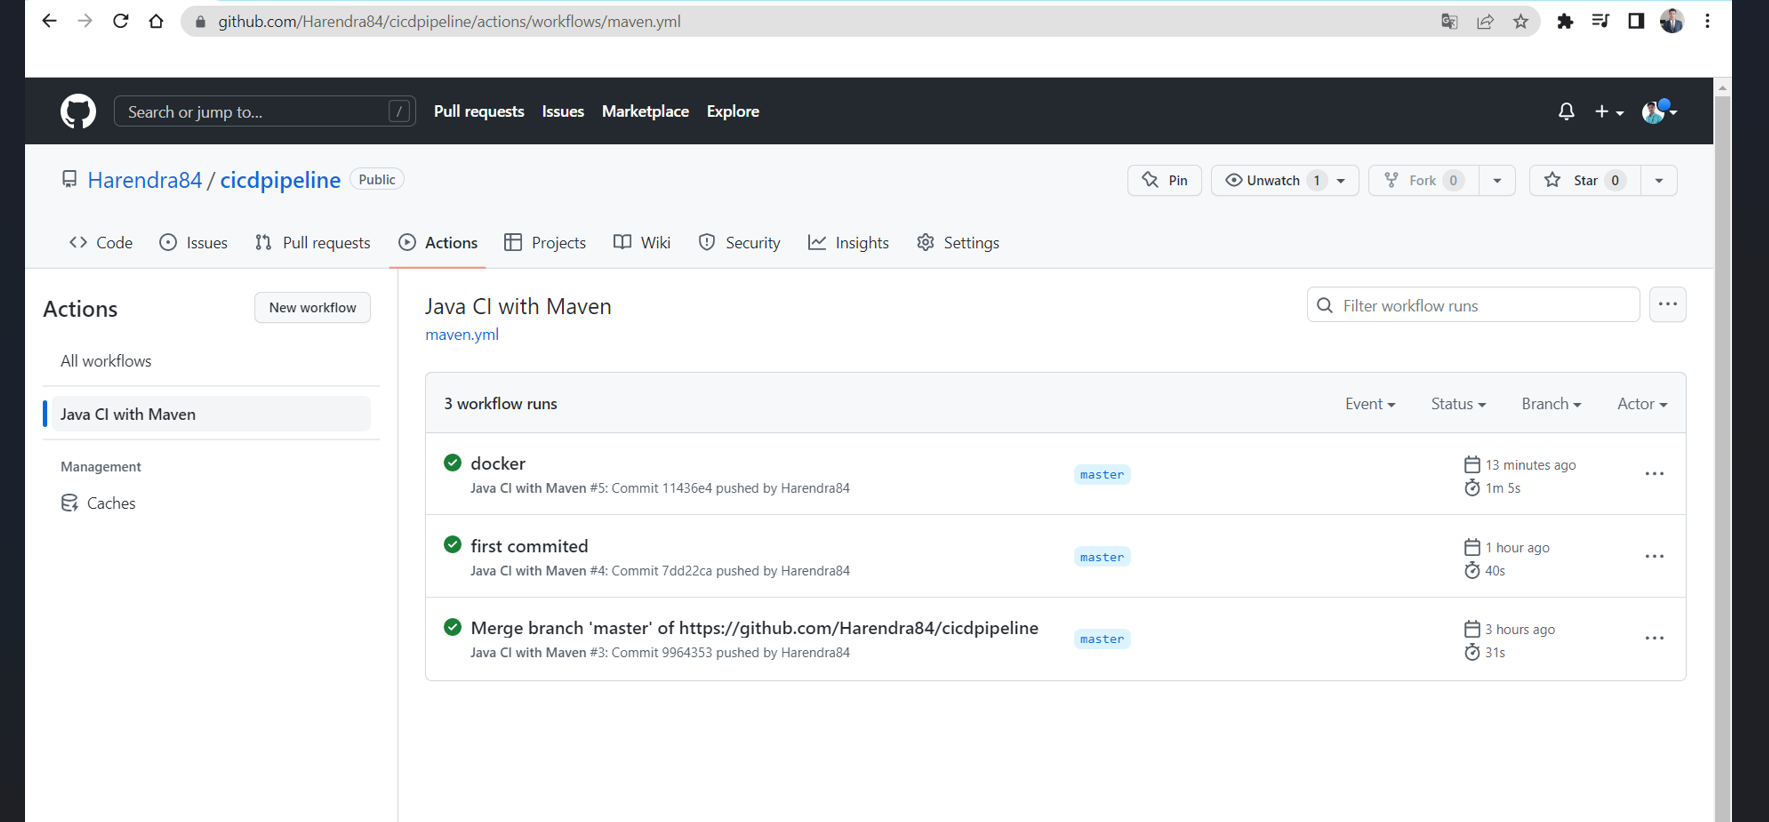 github.com/Harendra84/cicdpipeline/actions/workflows/maven.yml
Search or jump to... /
Pull requests Issues Marketplace Explore
Harendra84 / cicdpipeline Public
Pin Unwatch 1 Fork 0 Star 0
Code Issues Pull requests Actions Projects Wiki Security Insights Settings
Actions
New workflow
All workflows
Java CI with Maven
Management
Caches
Java CI with Maven
maven.yml
Filter workflow runs
3 workflow runs
Event Status Branch Actor
docker
Java CI with Maven #5: Commit 11436e4 pushed by Harendra84
master
13 minutes ago
1m 5s
first commited
Java CI with Maven #4: Commit 7dd22ca pushed by Harendra84
master
1 hour ago
40s
Merge branch 'master' of https://github.com/Harendra84/cicdpipeline
Java CI with Maven #3: Commit 9964353 pushed by Harendra84
master
3 hours ago
31s